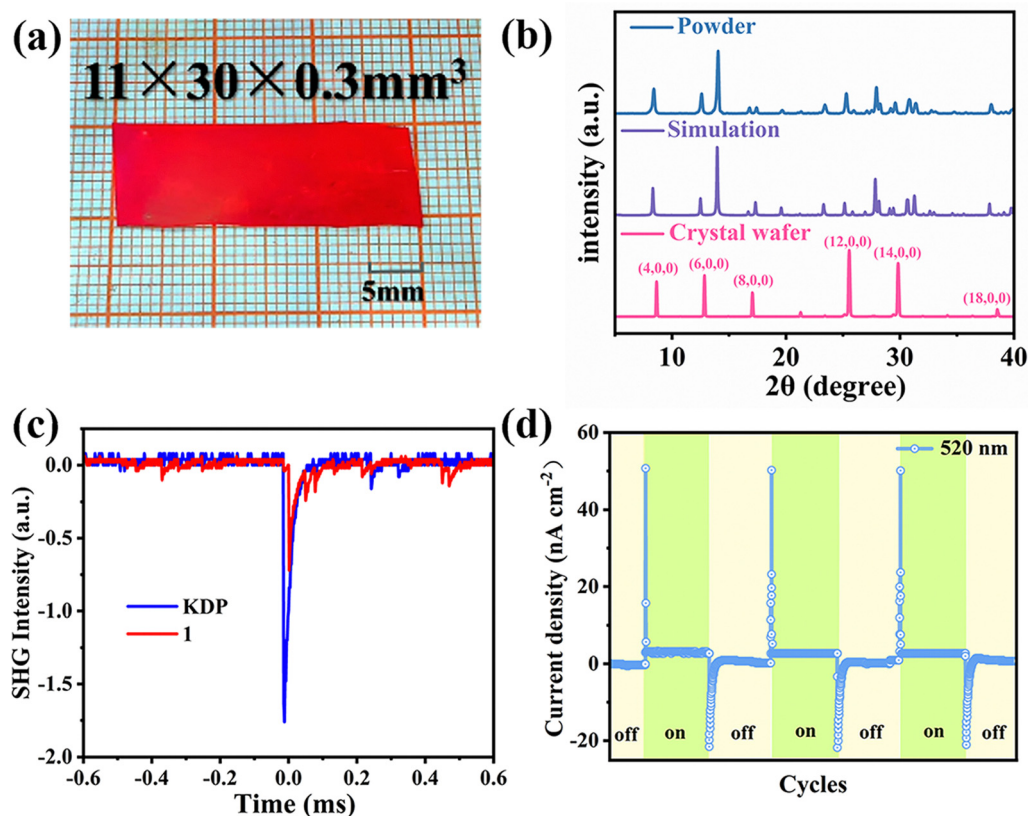 (a)
11×30×0.3mm³
5mm
(b)
Powder
Simulation
Crystal wafer
(4,0,0)
(6,0,0)
(8,0,0)
(12,0,0)
(14,0,0)
(18,0,0)
intensity (a.u.)
10
20
30
40
2θ (degree)
(c)
0.0
-0.5
-1.0
-1.5
-2.0
SHG Intensity (a.u.)
KDP
1
-0.6
-0.4
-0.2
0.0
0.2
0.4
0.6
Time (ms)
(d)
60
40
20
0
-20
Current density (nA cm⁻²)
520 nm
off
on
off
on
off
on
off
Cycles